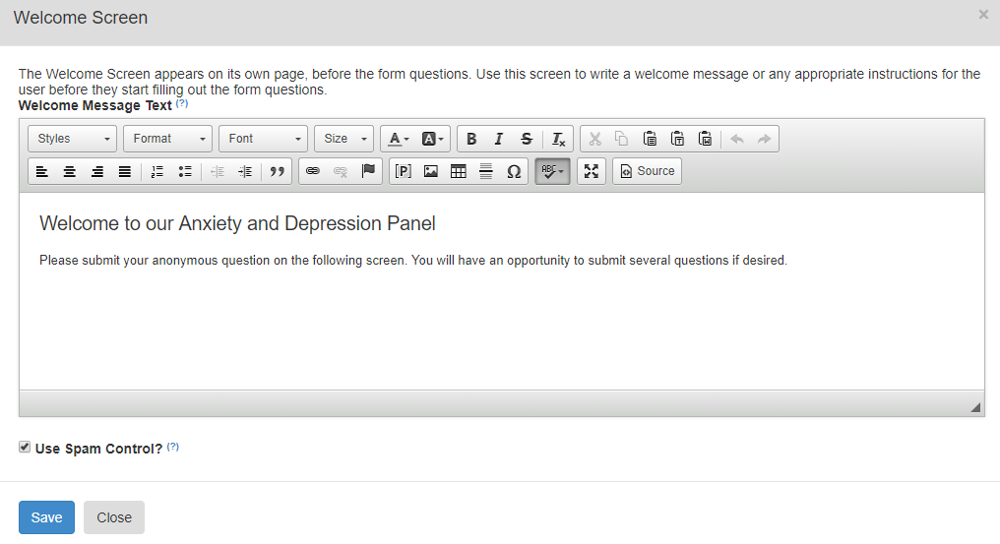 Welcome Screen ×
The Welcome Screen appears on its own page, before the form questions. Use this screen to write a welcome message or any appropriate instructions for the
user before they start filling out the form questions.
Welcome Message Text (?)
Styles Format Font Size A A B I S Ix
[P] Ω ABC Source
Welcome to our Anxiety and Depression Panel
Please submit your anonymous question on the following screen. You will have an opportunity to submit several questions if desired.
Use Spam Control? (?)
Save Close